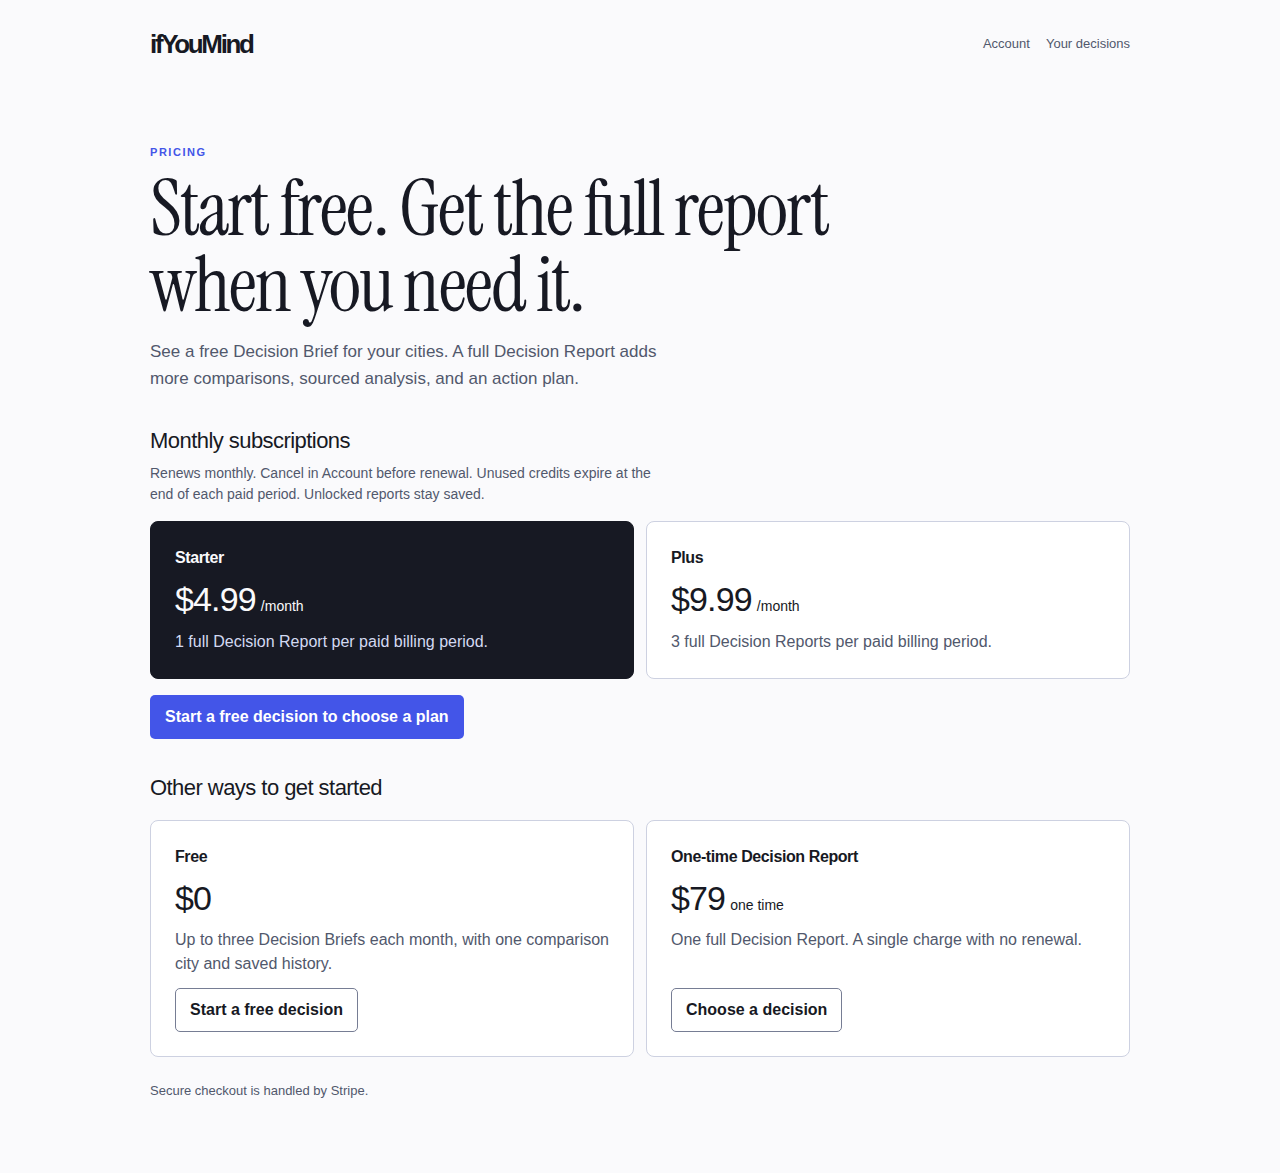 ifYouMind
Account
Your decisions
PRICING
Start free. Get the full report
when you need it.
See a free Decision Brief for your cities. A full Decision Report adds
more comparisons, sourced analysis, and an action plan.
Monthly subscriptions
Renews monthly. Cancel in Account before renewal. Unused credits expire at the
end of each paid period. Unlocked reports stay saved.
Starter
$4.99 /month
1 full Decision Report per paid billing period.
Plus
$9.99 /month
3 full Decision Reports per paid billing period.
Start a free decision to choose a plan
Other ways to get started
Free
$0
Up to three Decision Briefs each month, with one comparison
city and saved history.
Start a free decision
One-time Decision Report
$79 one time
One full Decision Report. A single charge with no renewal.
Choose a decision
Secure checkout is handled by Stripe.